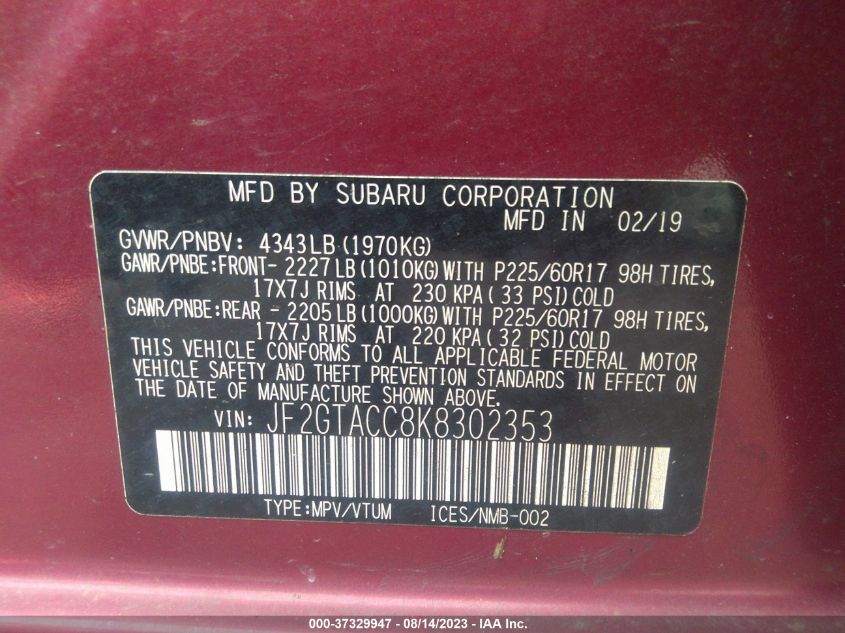 MFD BY SUBARU CORPORATION
MFD IN 02/19
GVWR/PNBV: 4343LB(1970KG)
GAWR/PNBE:FRONT- 2227LB(1010KG)WITH P225/60R17 98H TIRES,
17X7J RIMS AT 230 KPA( 33 PSI)COLD
GAWR/PNBE:REAR - 2205LB(1000KG)WITH P225/60R17 98H TIRES,
17X7J RIMS AT 220 KPA( 32 PSI)COLD
THIS VEHICLE CONFORMS TO ALL APPLICABLE FEDERAL MOTOR
VEHICLE SAFETY AND THEFT PREVENTION STANDARDS IN EFFECT ON
THE DATE OF MANUFACTURE SHOWN ABOVE.
VIN: JF2GTACC8K8302353
TYPE:MPV/VTUM ICES/NMB-002
000-37329947 - 08/14/2023 - IAA Inc.